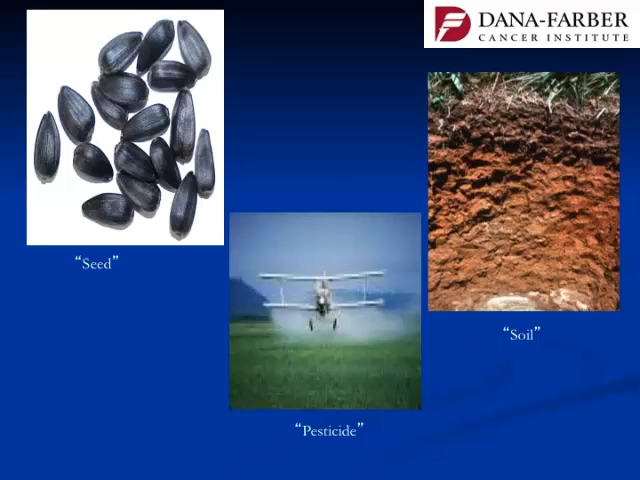 DANA-FARBER
CANCER INSTITUTE
“Seed”
“Soil”
“Pesticide”